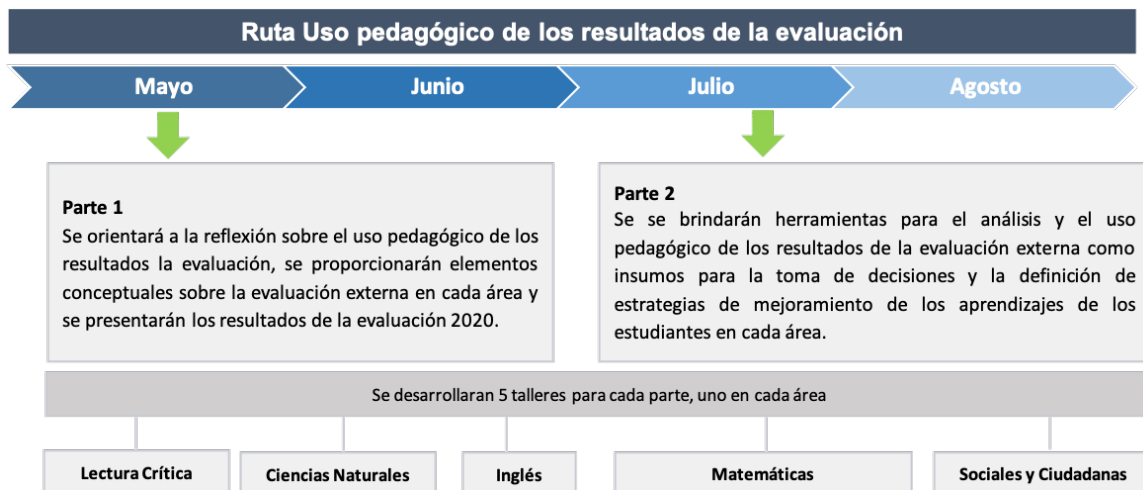 Ruta Uso pedagógico de los resultados de la evaluación
Mayo
Junio
Julio
Agosto
Parte 1
Se orientará a la reflexión sobre el uso pedagógico de los
resultados la evaluación, se proporcionarán elementos
conceptuales sobre la evaluación externa en cada área y
se presentarán los resultados de la evaluación 2020.
Parte 2
Se se brindarán herramientas para el análisis y el uso
pedagógico de los resultados de la evaluación externa como
insumos para la toma de decisiones y la definición de
estrategias de mejoramiento de los aprendizajes de los
estudiantes en cada área.
Se desarrollaran 5 talleres para cada parte, uno en cada área
Lectura Crítica
Ciencias Naturales
Inglés
Matemáticas
Sociales y Ciudadanas